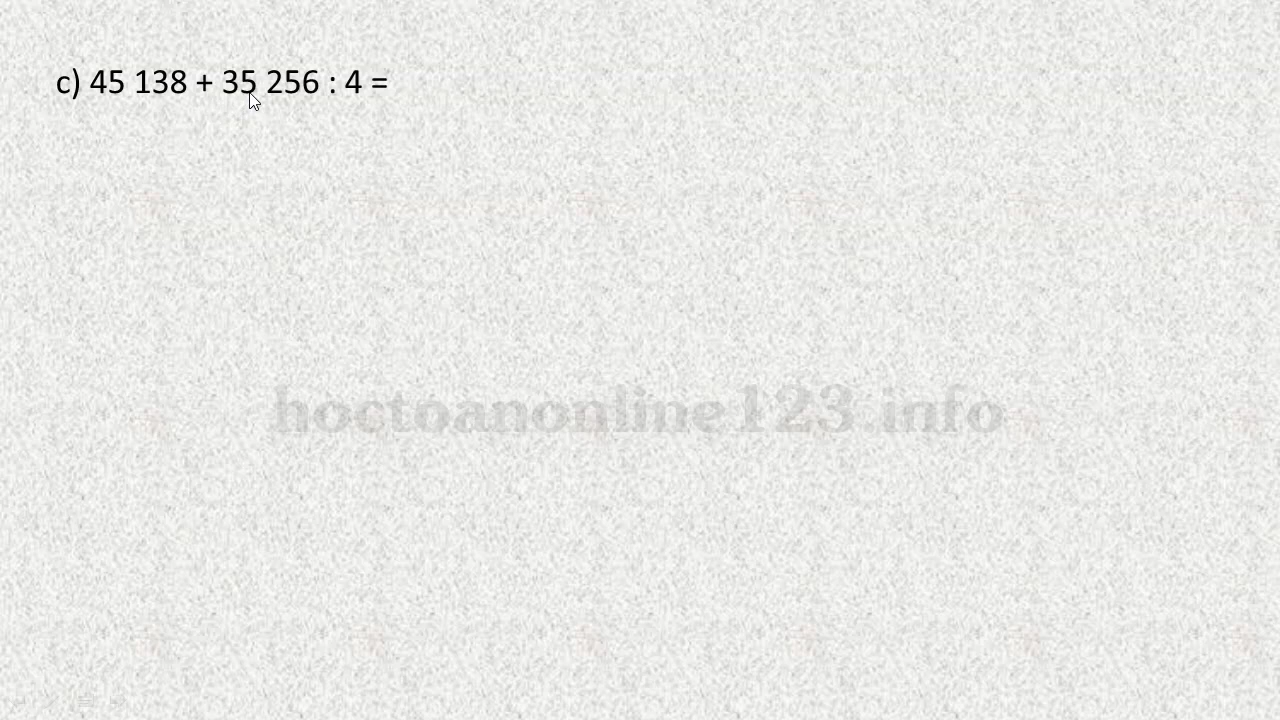 c) 45 138 + 35 256 : 4 =
hoctoanonline123.info